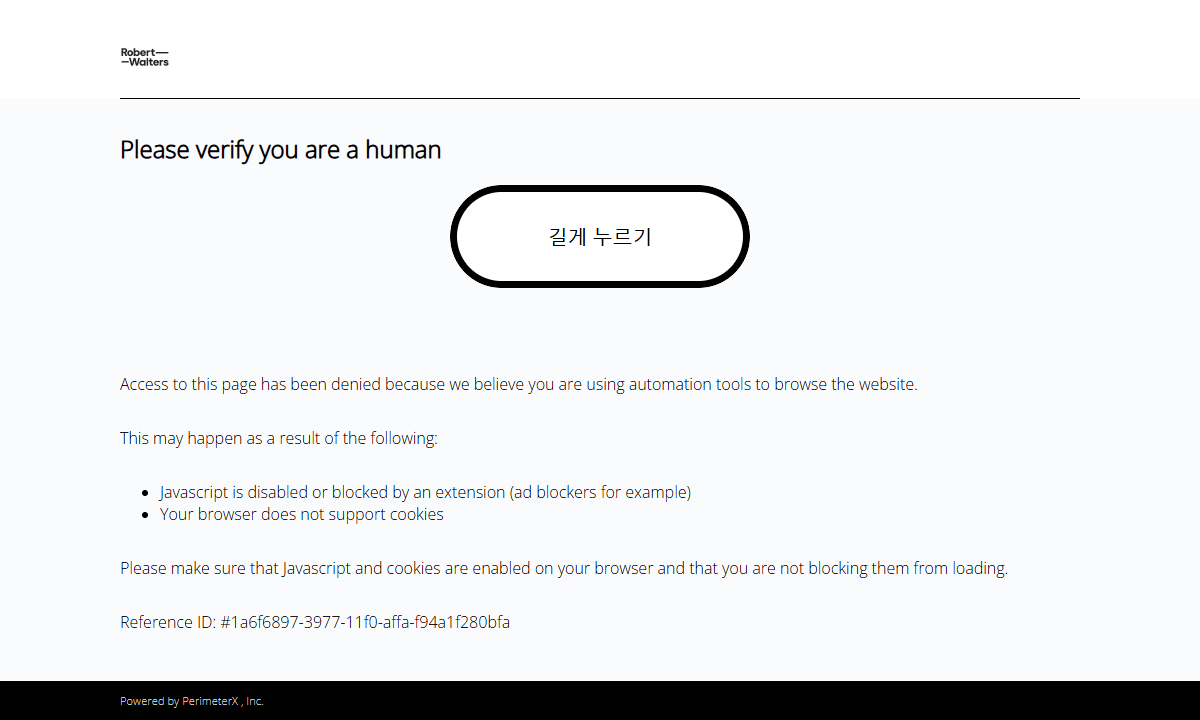 Robert—
—Walters
Please verify you are a human
길게 누르기
Access to this page has been denied because we believe you are using automation tools to browse the website.
This may happen as a result of the following:
Javascript is disabled or blocked by an extension (ad blockers for example)
Your browser does not support cookies
Please make sure that Javascript and cookies are enabled on your browser and that you are not blocking them from loading.
Reference ID: #1a6f6897-3977-11f0-affa-f94a1f280bfa
Powered by PerimeterX , Inc.